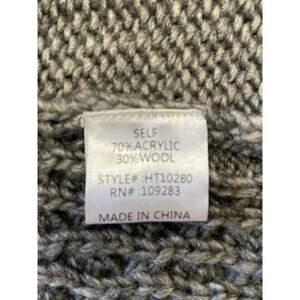 SELF
70%ACRYLIC
30%WOOL
STYLE# :HT10280
RN# :109283
MADE IN CHINA